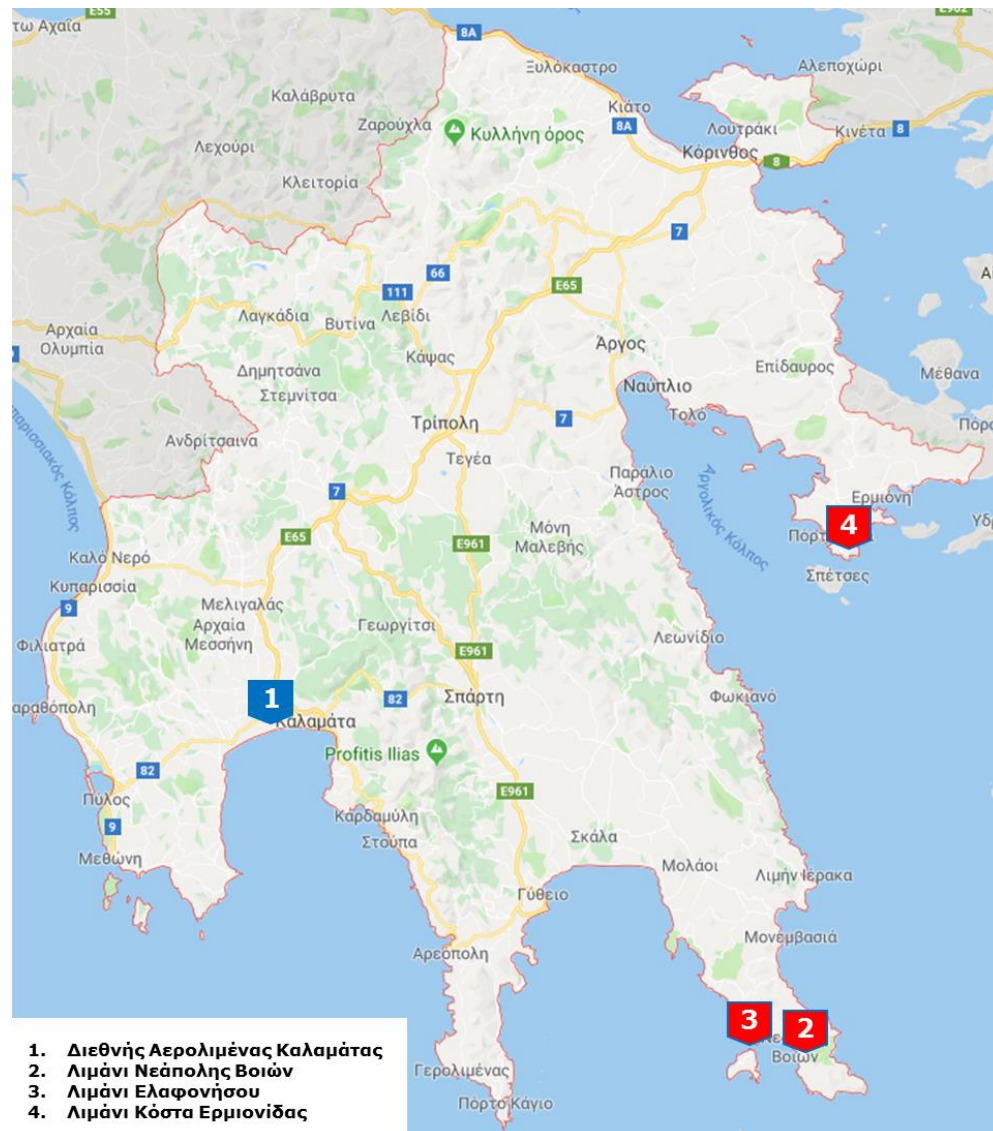 E55
E962
τω Αχαΐα
8A
Ξυλόκαστρο
Αλεποχώρι
Καλάβρυτα
Κιάτο
Ζαρούχλα
Κυλλήνη όρος
8A
Λουτράκι
Κινέτα 8
Λεχούρι
Κόρινθος
8
Κλειτορία
7
66
E65
111
Λαγκάδια
Βυτίνα
Λεβίδι
Αρχαία
Ολυμπία
Άργος
Κάψας
Επίδαυρος
Μέθανα
Δημητσάνα
Ναύπλιο
Στεμνίτσα
Τολό
Τρίπολη
7
Ανδρίτσαινα
Τεγέα
Παράλιο
Άστρος
Αργολικός Κόλπος
7
Ερμιόνη
4
Μόνη
Μαλεβής
E65
E961
Καλό Νερό
Σπέτσες
Κυπαρισσία
9
Μελιγαλάς
Αρχαία
Μεσσήνη
Γεωργίτσι
Λεωνίδιο
Φιλιατρά
E961
1
82
Σπάρτη
Φωκιανό
Καλαμάτα
Profitis Ilias
82
E961
Πύλος
9
Καρδαμύλη
Στούπα
Σκάλα
Μεθώνη
Μολάοι
Λιμήν Ιέρακα
Γύθειο
Μονεμβασιά
Αρεόπολη
3
2
Βοιών
Γερολιμένας
Πόρτο Κάγιο
1. Διεθνής Αερολιμένας Καλαμάτας
2. Λιμάνι Νεάπολης Βοιών
3. Λιμάνι Ελαφονήσου
4. Λιμάνι Κόστα Ερμιονίδας